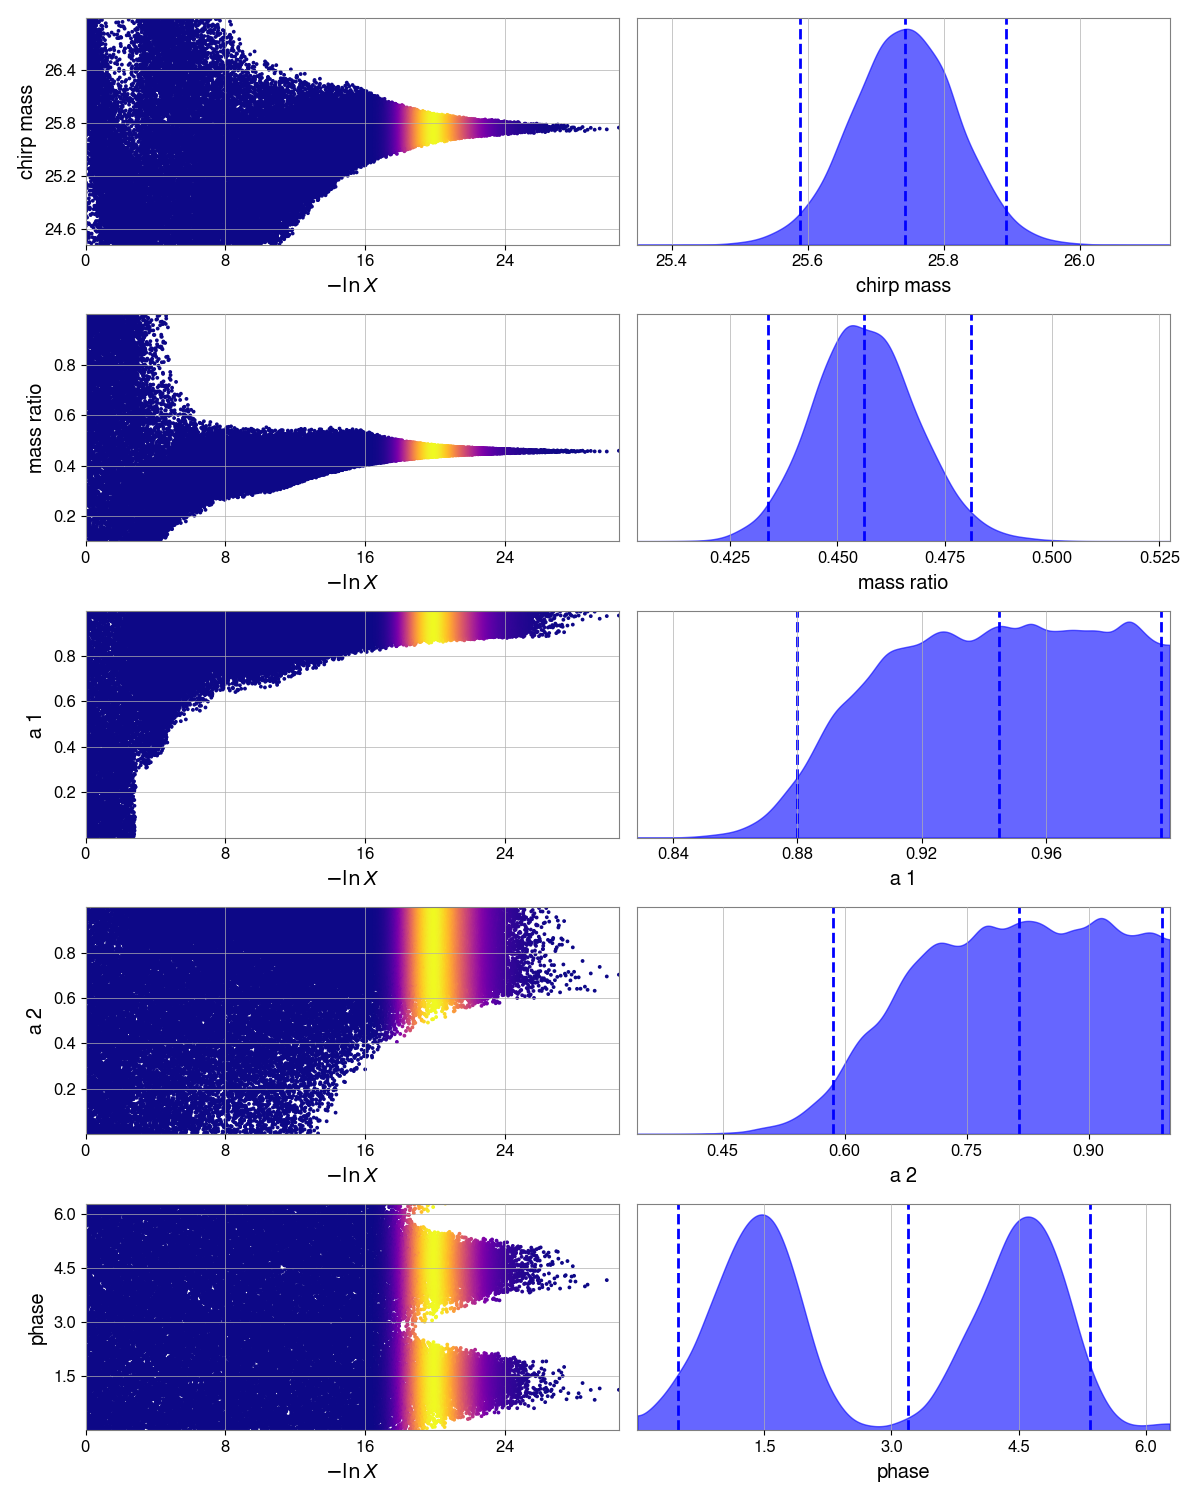 26.4
25.8
25.2
24.6
chirp mass
0 8 16 24
−ln X
25.4 25.6 25.8 26.0
chirp mass
0.8
0.6
0.4
0.2
mass ratio
0 8 16 24
−ln X
0.425 0.450 0.475 0.500 0.525
mass ratio
0.8
0.6
0.4
0.2
a 1
0 8 16 24
−ln X
0.84 0.88 0.92 0.96
a 1
0.8
0.6
0.4
0.2
a 2
0 8 16 24
−ln X
0.45 0.60 0.75 0.90
a 2
6.0
4.5
3.0
1.5
phase
0 8 16 24
−ln X
1.5 3.0 4.5 6.0
phase